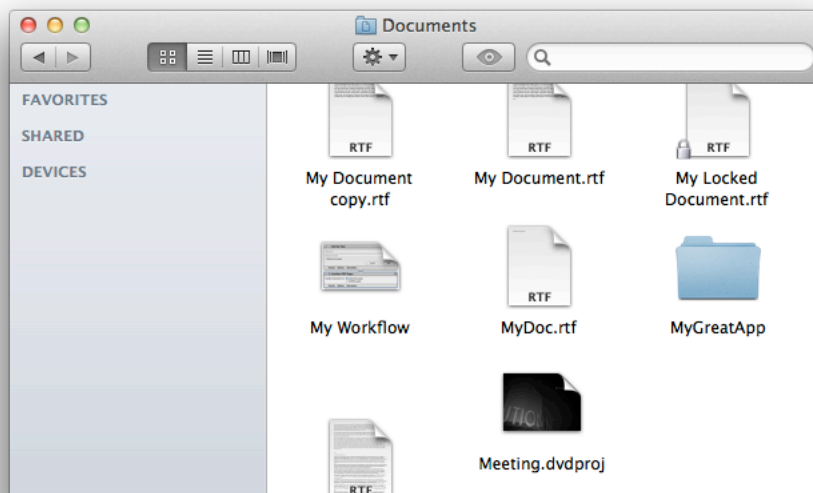 Documents
FAVORITES
SHARED
DEVICES
RTF
RTF
RTF
My Document
copy.rtf
My Document.rtf
My Locked
Document.rtf
RTF
My Workflow
MyDoc.rtf
MyGreatApp
UTION
Meeting.dvdproj
RTF